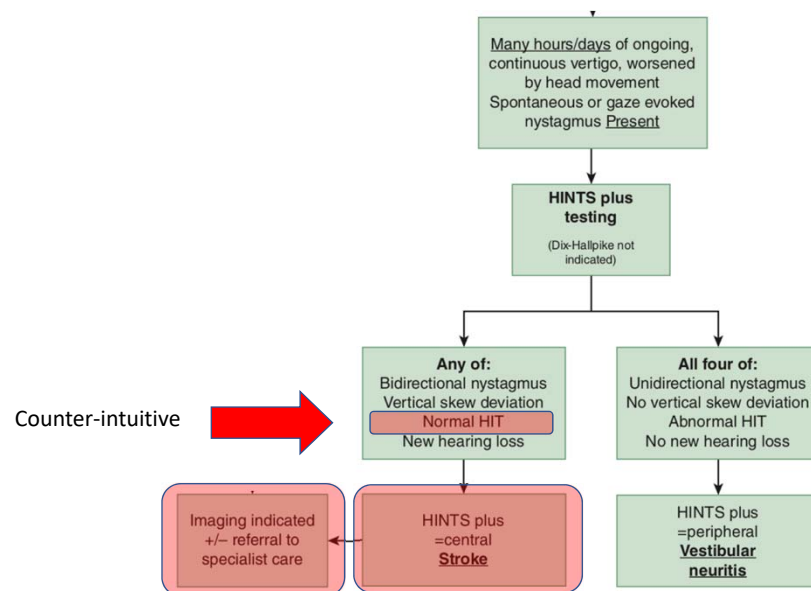 Many hours/days of ongoing,
continuous vertigo, worsened
by head movement
Spontaneous or gaze evoked
nystagmus Present
HINTS plus
testing
(Dix-Hallpike not
indicated)
Any of:
Bidirectional nystagmus
Vertical skew deviation
Normal HIT
New hearing loss
All four of:
Unidirectional nystagmus
No vertical skew deviation
Abnormal HIT
No new hearing loss
Counter-intuitive
Imaging indicated
+/– referral to
specialist care
HINTS plus
=central
Stroke
HINTS plus
=peripheral
Vestibular
neuritis